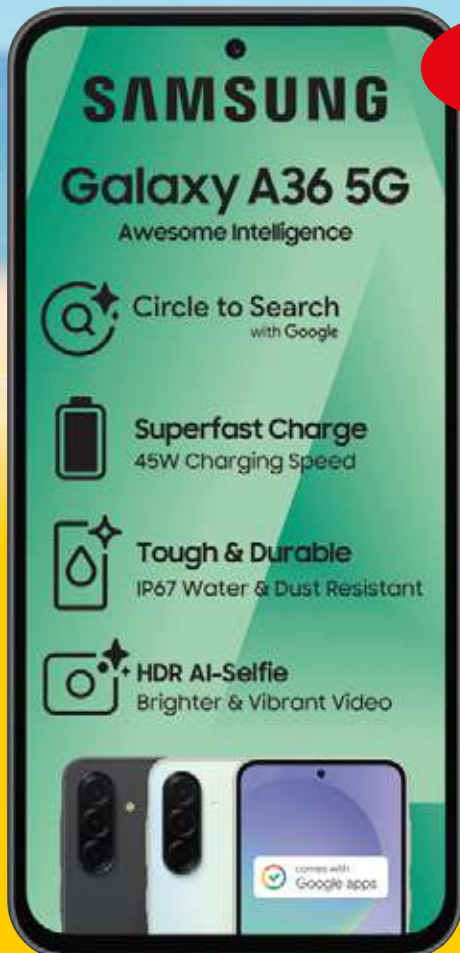 SAMSUNG
Galaxy A36 5G
Awesome Intelligence
Circle to Search
with Google
Superfast Charge
45W Charging Speed
Tough & Durable
IP67 Water & Dust Resistant
HDR AI-Selfie
Brighter & Vibrant Video
comes with
Google apps